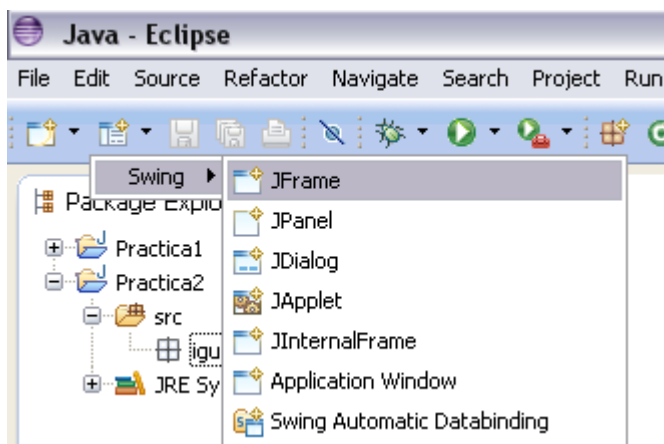 Java - Eclipse
File Edit Source Refactor Navigate Search Project Run
Swing
JFrame
Package Explo
JPanel
Practica1
JDialog
Practica2
JApplet
src
JInternalFrame
igu
Application Window
JRE Sy
Swing Automatic Databinding